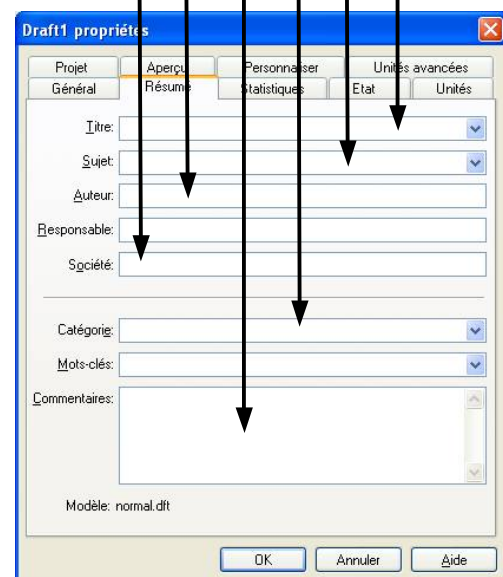 Draft1 propriétés
Projet Aperçu Personnaliser Unités avancées
Général Résumé Statistiques Etat Unités
Titre:
Sujet:
Auteur:
Responsable:
Société:
Catégorie:
Mots-clés:
Commentaires:
Modèle: normal.dft
OK Annuler Aide